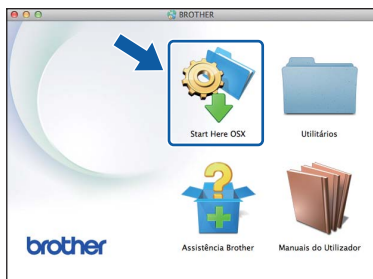 BROTHER
Start Here OSX
Utilitários
Assistência Brother
Manuais do Utilizador
brother